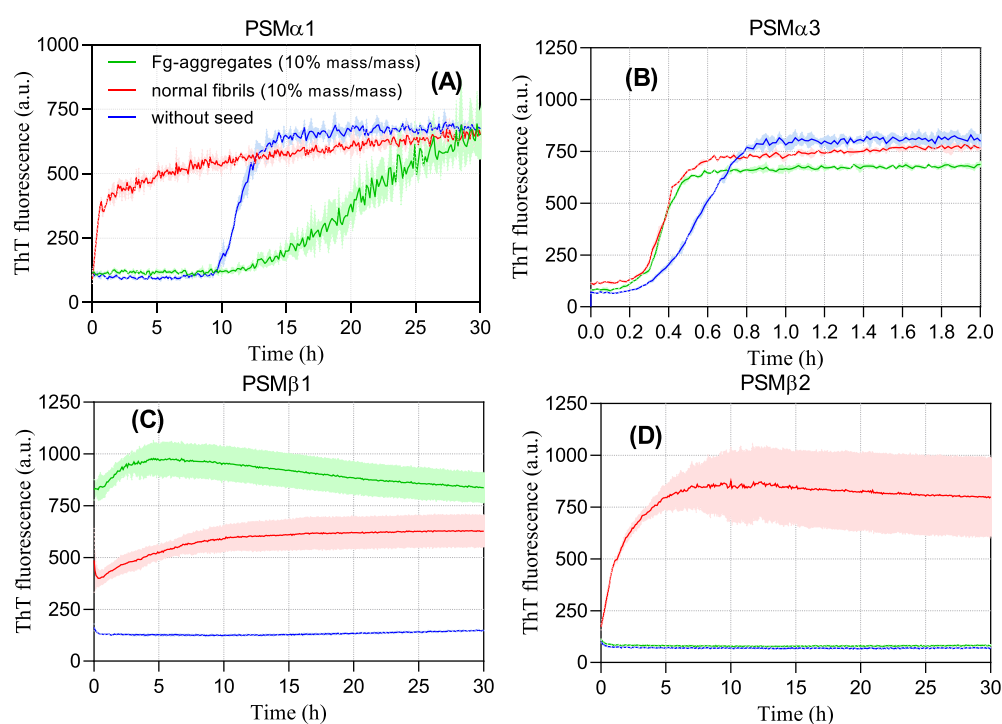 PSMα1
ThT fluorescence (a.u.)
1000
750
500
250
0
Fg-aggregates (10% mass/mass)
normal fibrils (10% mass/mass)
without seed
(A)
0 5 10 15 20 25 30
Time (h)
PSMα3
ThT fluorescence (a.u.)
1250
1000
750
500
250
0
(B)
0.0 0.2 0.4 0.6 0.8 1.0 1.2 1.4 1.6 1.8 2.0
Time (h)
PSMβ1
ThT fluorescence (a.u.)
1250
1000
750
500
250
0
(C)
0 5 10 15 20 25 30
Time (h)
PSMβ2
ThT fluorescence (a.u.)
1250
1000
750
500
250
0
(D)
0 5 10 15 20 25 30
Time (h)